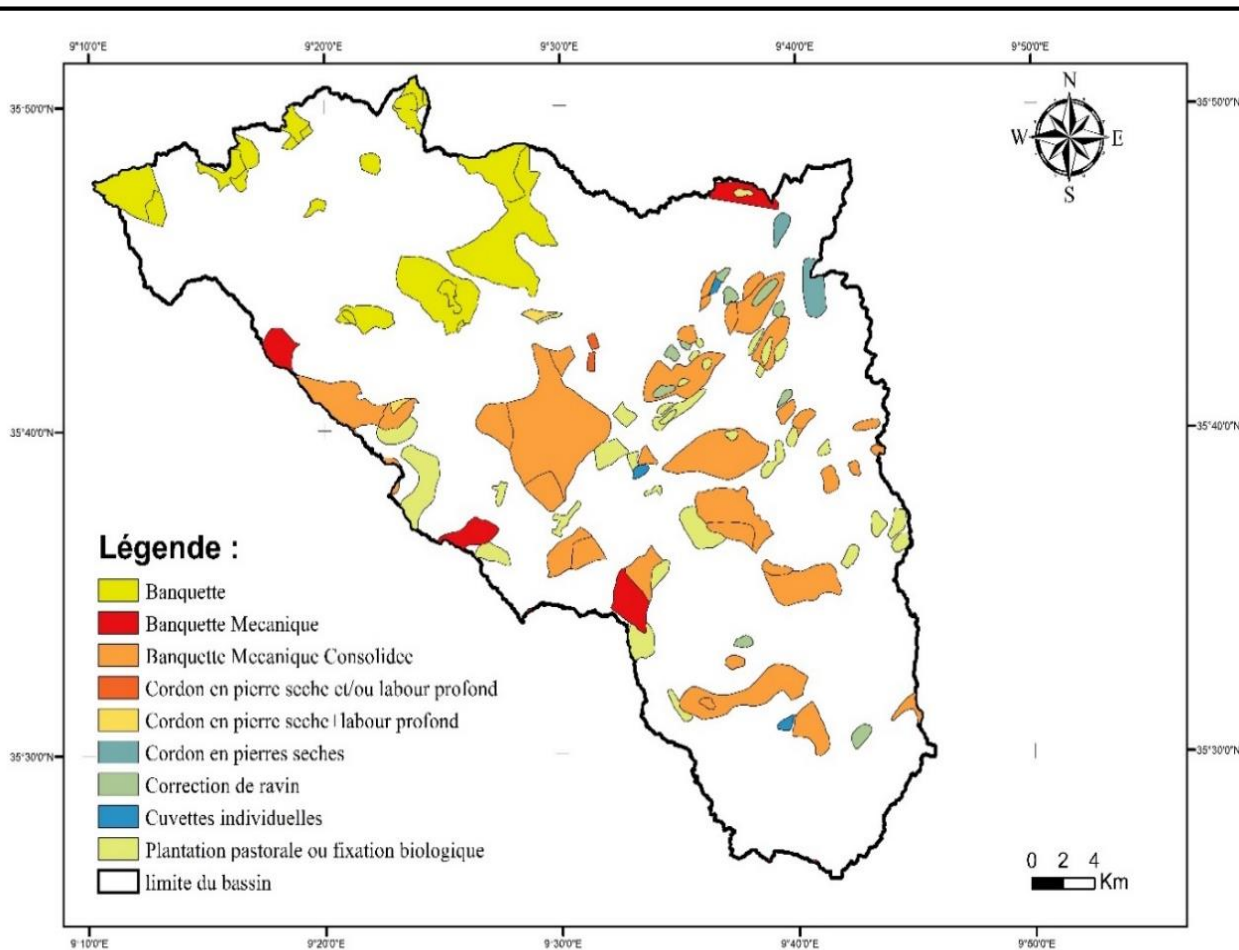 9°10'0"E 9°20'0"E 9°30'0"E 9°40'0"E 9°50'0"E
N
W E
S
35°50'0"N 35°50'0"N
35°40'0"N 35°40'0"N
35°30'0"N 35°30'0"N
Légende :
Banquette
Banquette Mecanique
Banquette Mecanique Consolidee
Cordon en pierre seche et/ou labour profond
Cordon en pierre seche+labour profond
Cordon en pierres seches
Correction de ravin
Cuvettes individuelles
Plantation pastorale ou fixation biologique
limite du bassin
0 2 4
Km
9°10'0"E 9°20'0"E 9°30'0"E 9°40'0"E 9°50'0"E